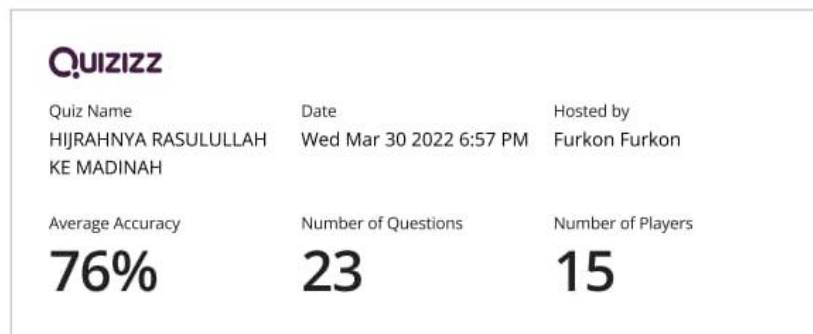 Quizizz
Quiz Name
HIJRAHNYA RASULULLAH
KE MADINAH
Date
Wed Mar 30 2022 6:57 PM
Hosted by
Furkon Furkon
Average Accuracy
76%
Number of Questions
23
Number of Players
15